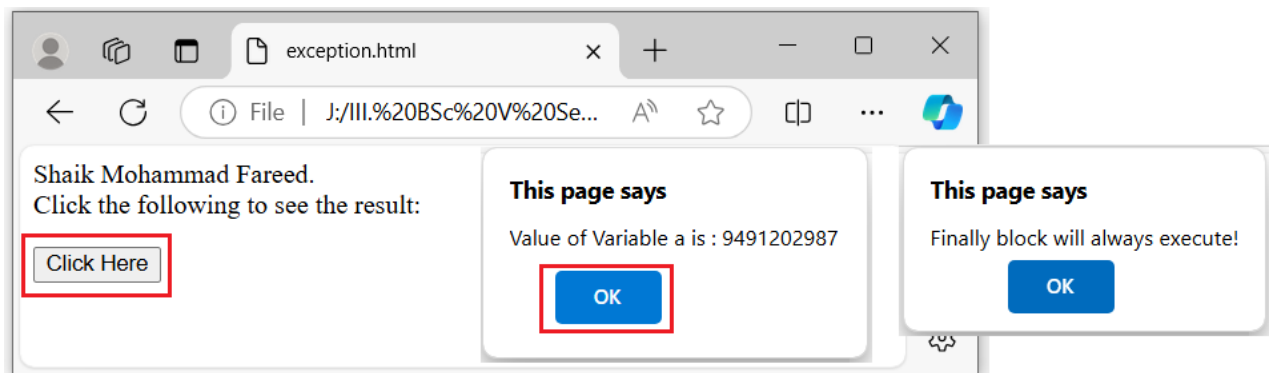 exception.html
File | J:/III.%20BSc%20V%20Se...
Shaik Mohammad Fareed.
Click the following to see the result:
Click Here
This page says
Value of Variable a is : 9491202987
OK
This page says
Finally block will always execute!
OK